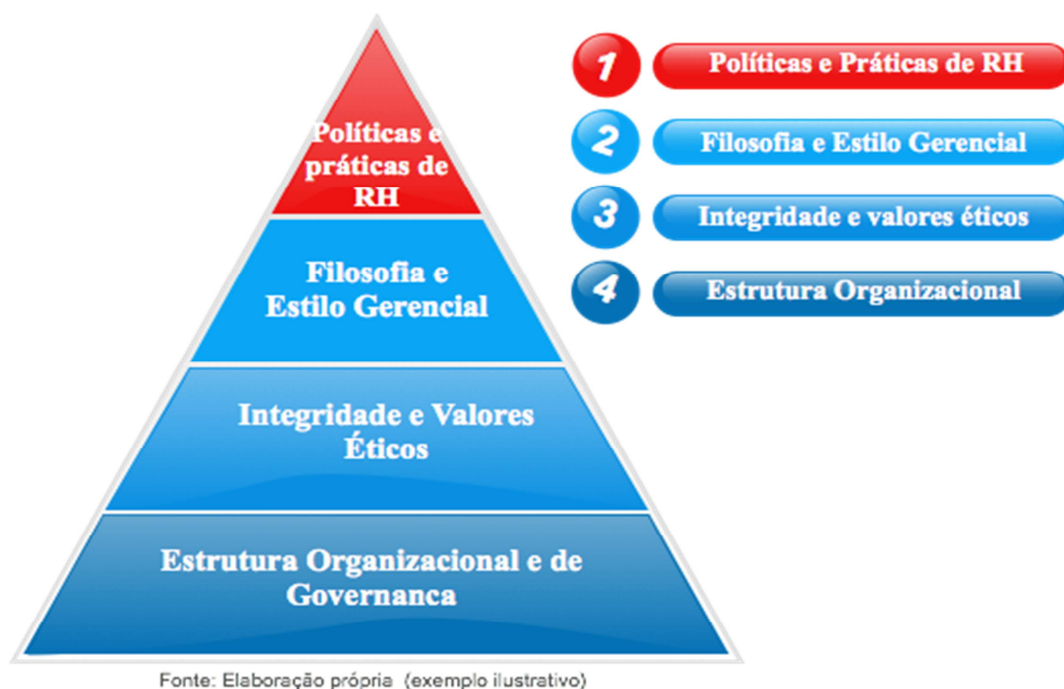 Políticas e
práticas de
RH
Filosofia e
Estilo Gerencial
Integridade e Valores
Éticos
Estrutura Organizacional e de
Governanca
1 Políticas e Práticas de RH
2 Filosofia e Estilo Gerencial
3 Integridade e valores éticos
4 Estrutura Organizacional
Fonte: Elaboração própria (exemplo ilustrativo)